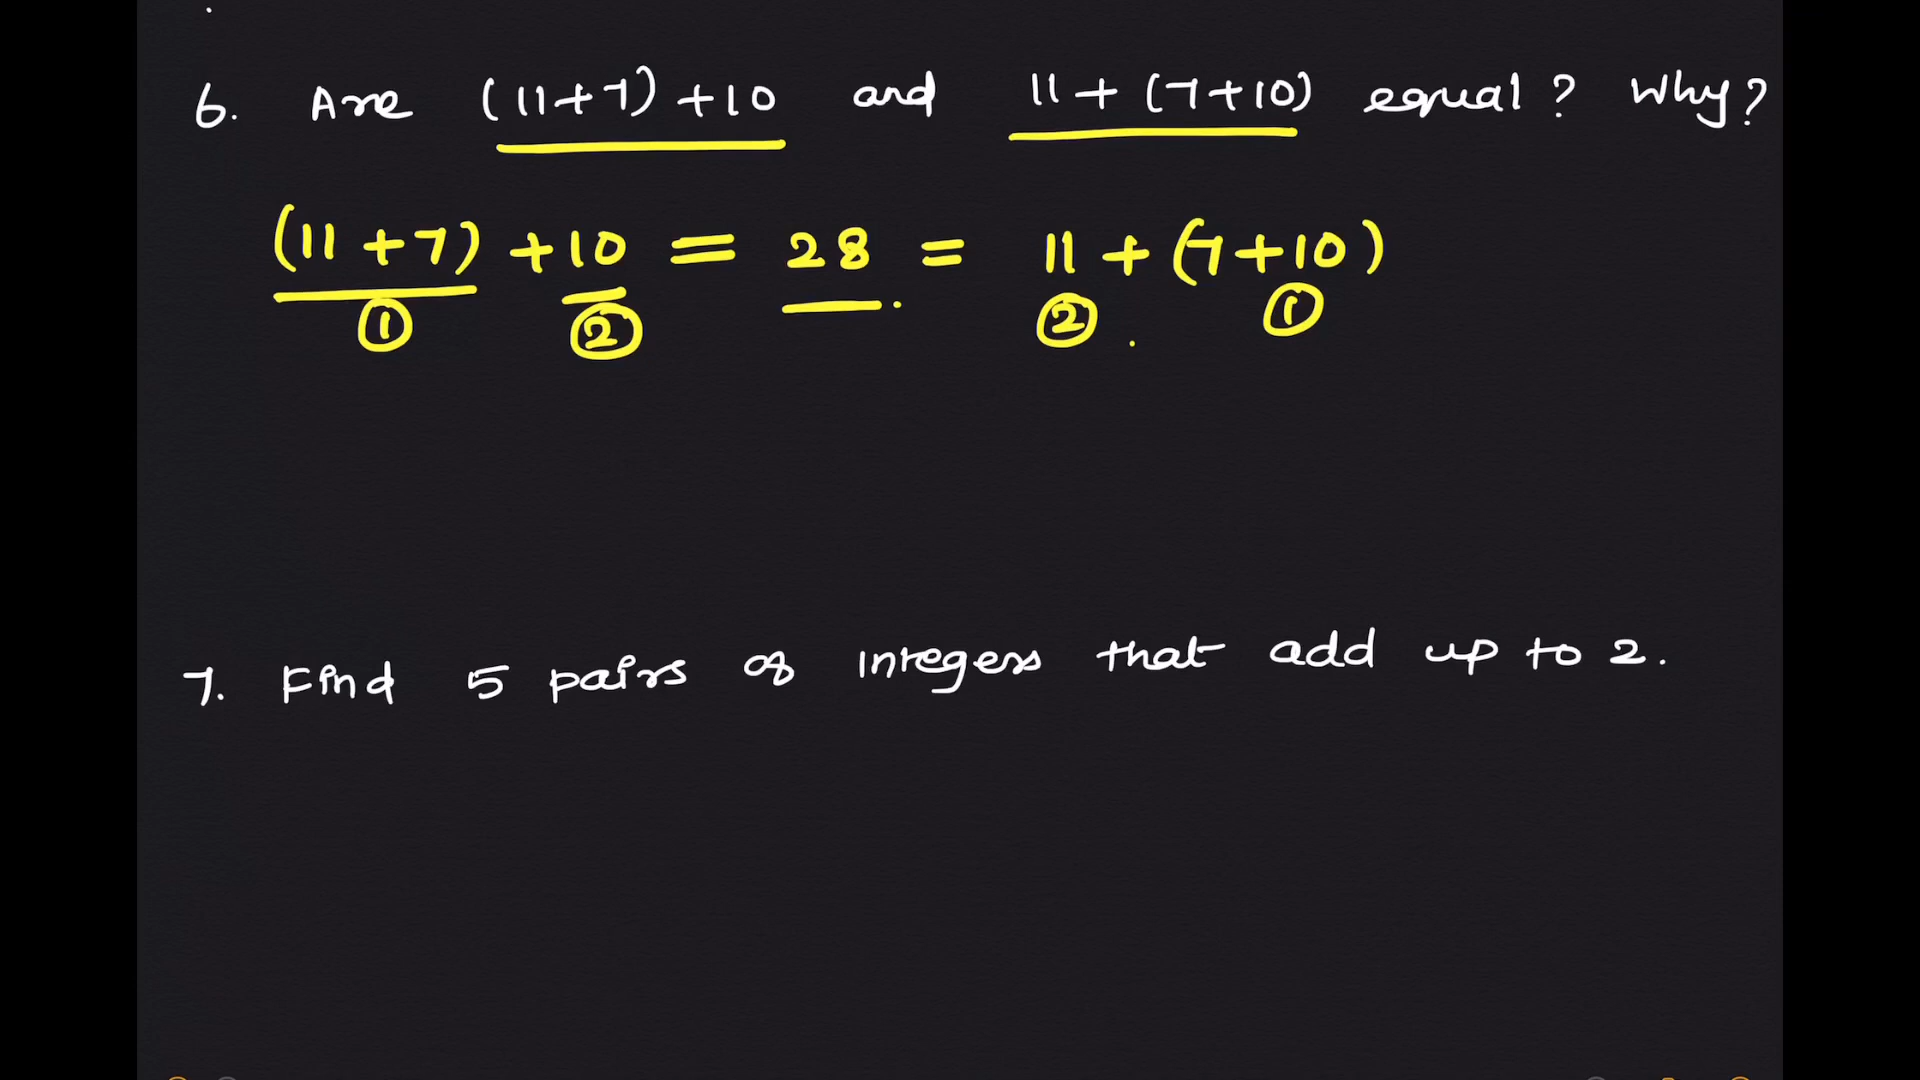 6. Are (11+7)+10 and 11+(7+10) equal? Why?
(11+7)+10 = 28 = 11+(7+10)
① ② ② ①
7. Find 5 pairs of integers that add up to 2.